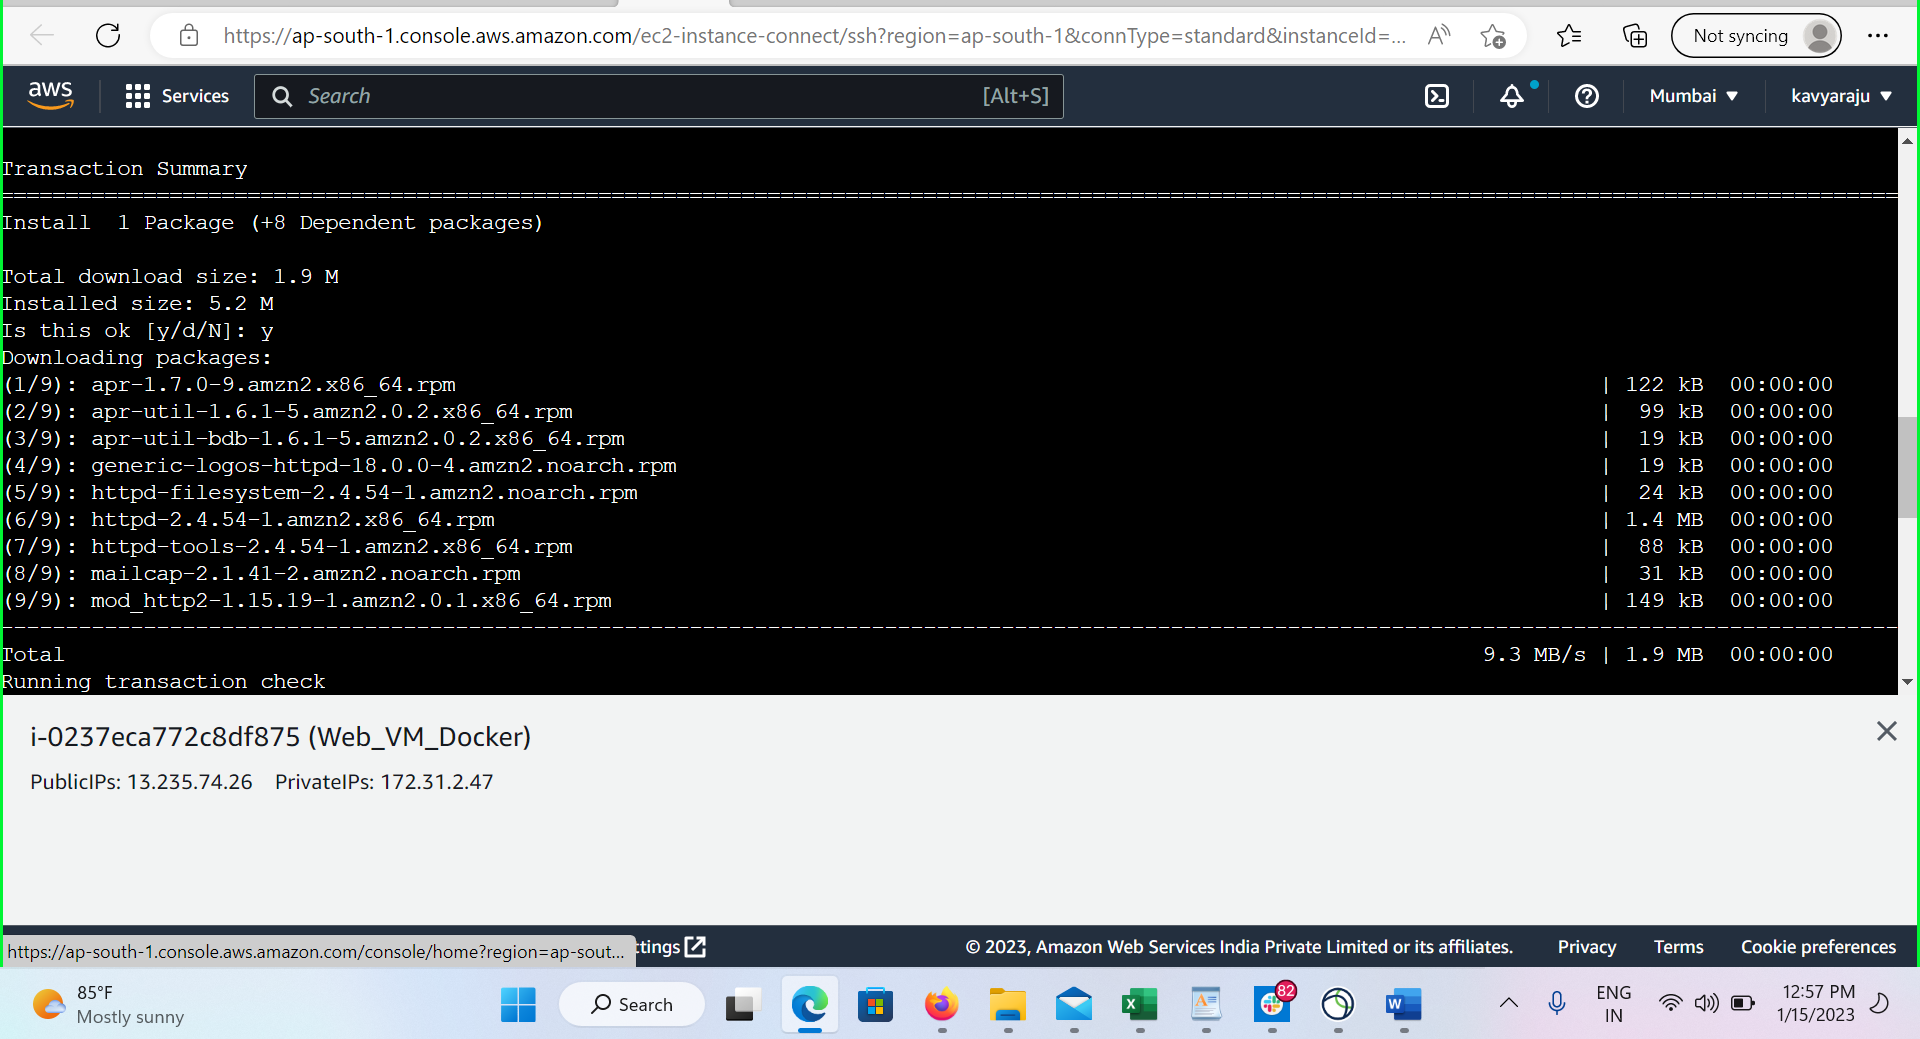 https://ap-south-1.console.aws.amazon.com/ec2-instance-connect/ssh?region=ap-south-1&connType=standard&instanceId=...
Not syncing
aws
Services
Search
[Alt+S]
Mumbai
kavyaraju
Transaction Summary
Install  1 Package (+8 Dependent packages)
Total download size: 1.9 M
Installed size: 5.2 M
Is this ok [y/d/N]: y
Downloading packages:
(1/9): apr-1.7.0-9.amzn2.x86_64.rpm | 122 kB 00:00:00
(2/9): apr-util-1.6.1-5.amzn2.0.2.x86_64.rpm | 99 kB 00:00:00
(3/9): apr-util-bdb-1.6.1-5.amzn2.0.2.x86_64.rpm | 19 kB 00:00:00
(4/9): generic-logos-httpd-18.0.0-4.amzn2.noarch.rpm | 19 kB 00:00:00
(5/9): httpd-filesystem-2.4.54-1.amzn2.noarch.rpm | 24 kB 00:00:00
(6/9): httpd-2.4.54-1.amzn2.x86_64.rpm | 1.4 MB 00:00:00
(7/9): httpd-tools-2.4.54-1.amzn2.x86_64.rpm | 88 kB 00:00:00
(8/9): mailcap-2.1.41-2.amzn2.noarch.rpm | 31 kB 00:00:00
(9/9): mod_http2-1.15.19-1.amzn2.0.1.x86_64.rpm | 149 kB 00:00:00
Total 9.3 MB/s | 1.9 MB 00:00:00
Running transaction check
i-0237eca772c8df875 (Web_VM_Docker)
PublicIPs: 13.235.74.26 PrivateIPs: 172.31.2.47
https://ap-south-1.console.aws.amazon.com/console/home?region=ap-sout...
ttings
© 2023, Amazon Web Services India Private Limited or its affiliates.
Privacy
Terms
Cookie preferences
85°F
Mostly sunny
Search
82
ENG
IN
12:57 PM
1/15/2023